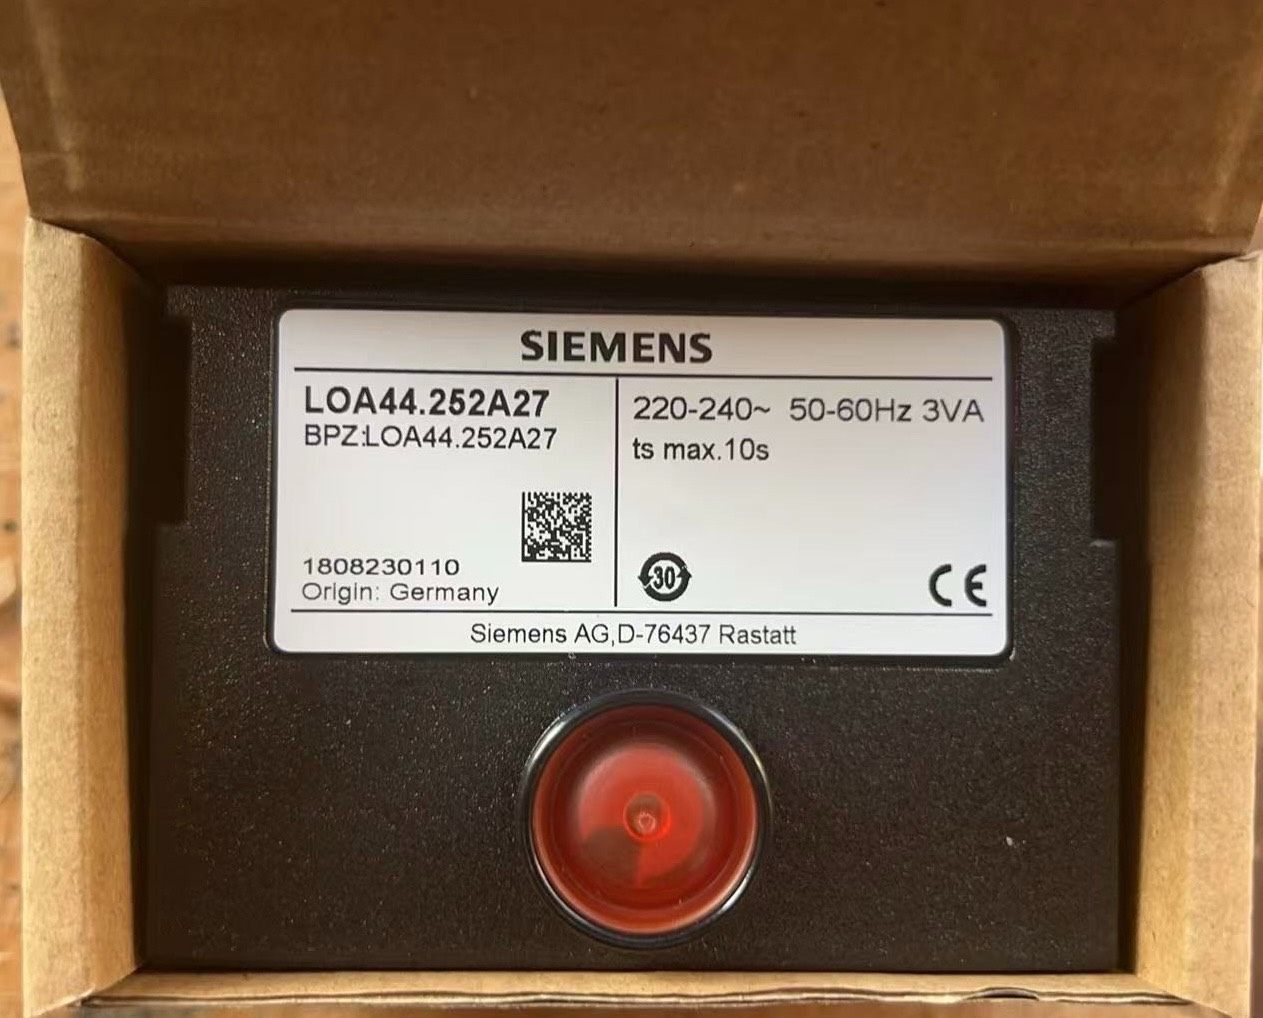 SIEMENS
LOA44.252A27
BPZ:LOA44.252A27
220-240~ 50-60Hz 3VA
ts max.10s
1808230110
Origin: Germany
30
CE
Siemens AG,D-76437 Rastatt